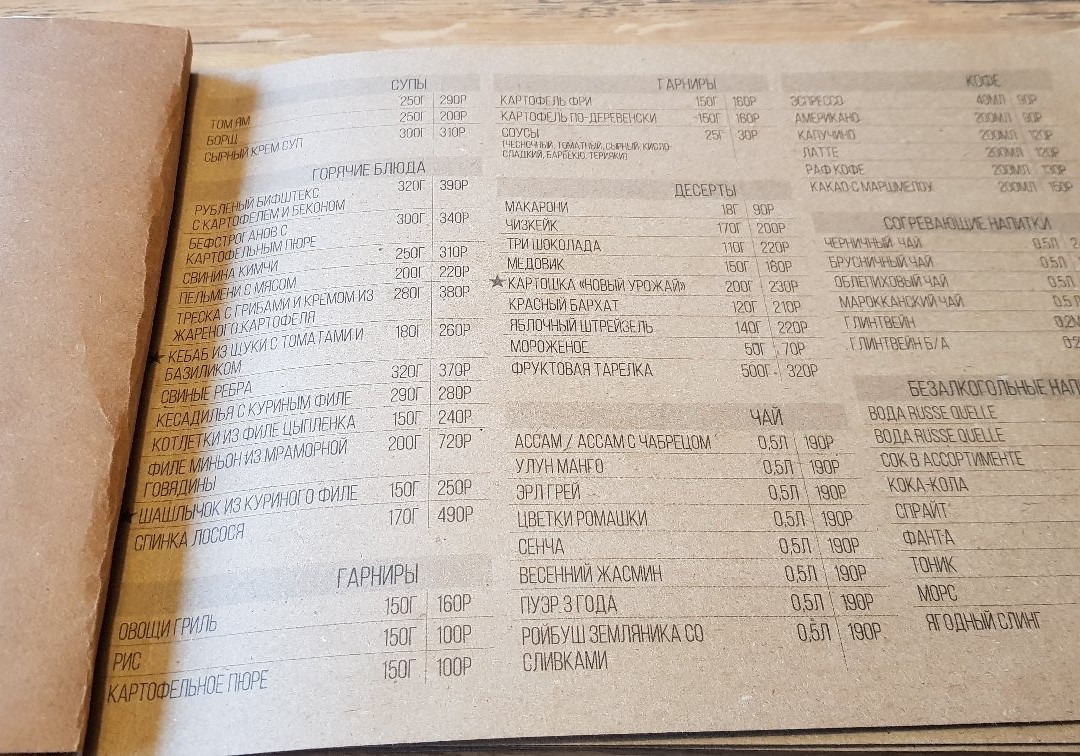 СУПЫ
ТОМ ЯМ 250Г 290Р
БОРЩ 250Г 200Р
СЫРНЫЙ КРЕМ СУП 300Г 310Р
ГОРЯЧИЕ БЛЮДА
РУБЛЕНЫЙ БИФШТЕКС 320Г 390Р
С КАРТОФЕЛЕМ И БЕКОНОМ
БЕФСТРОГАНОВ С 300Г 340Р
КАРТОФЕЛЬНЫМ ПЮРЕ
СВИНИНА КИМЧИ 250Г 310Р
ПЕЛЬМЕНИ С МЯСОМ 200Г 220Р
ТРЕСКА С ГРИБАМИ И КРЕМОМ ИЗ 280Г 380Р
ЖАРЕНОГО КАРТОФЕЛЯ
★ КЕБАБ ИЗ ЩУКИ С ТОМАТАМИ И 180Г 260Р
БАЗИЛИКОМ
СВИНЫЕ РЕБРА 320Г 370Р
КЕСАДИЛЬЯ С КУРИНЫМ ФИЛЕ 290Г 280Р
КОТЛЕТКИ ИЗ ФИЛЕ ЦЫПЛЕНКА 150Г 240Р
ФИЛЕ МИНЬОН ИЗ МРАМОРНОЙ 200Г 720Р
ГОВЯДИНЫ
★ ШАШЛЫЧОК ИЗ КУРИНОГО ФИЛЕ 150Г 250Р
СПИНКА ЛОСОСЯ 170Г 490Р
ГАРНИРЫ
ОВОЩИ ГРИЛЬ 150Г 160Р
РИС 150Г 100Р
КАРТОФЕЛЬНОЕ ПЮРЕ 150Г 100Р
ГАРНИРЫ
КАРТОФЕЛЬ ФРИ 150Г 160Р
КАРТОФЕЛЬ ПО-ДЕРЕВЕНСКИ 150Г 160Р
СОУСЫ 25Г 30Р
(ЧЕСНОЧНЫЙ, ТОМАТНЫЙ, СЫРНЫЙ, КИСЛО-
СЛАДКИЙ, БАРБЕКЮ, ТЕРИЯКИ)
ДЕСЕРТЫ
МАКАРОНИ 18Г 90Р
ЧИЗКЕЙК 170Г 200Р
ТРИ ШОКОЛАДА 110Г 220Р
МЕДОВИК 150Г 160Р
★ КАРТОШКА «НОВЫЙ УРОЖАЙ» 200Г 230Р
КРАСНЫЙ БАРХАТ 120Г 210Р
ЯБЛОЧНЫЙ ШТРЕЙЗЕЛЬ 140Г 220Р
МОРОЖЕНОЕ 50Г 70Р
ФРУКТОВАЯ ТАРЕЛКА 500Г 320Р
ЧАЙ
АССАМ / АССАМ С ЧАБРЕЦОМ 0,5Л 190Р
УЛУН МАНГО 0,5Л 190Р
ЭРЛ ГРЕЙ 0,5Л 190Р
ЦВЕТКИ РОМАШКИ 0,5Л 190Р
СЕНЧА 0,5Л 190Р
ВЕСЕННИЙ ЖАСМИН 0,5Л 190Р
ПУЭР 3 ГОДА 0,5Л 190Р
РОЙБУШ ЗЕМЛЯНИКА СО 0,5Л 190Р
СЛИВКАМИ
КОФЕ
ЭСПРЕССО 40МЛ 90Р
АМЕРИКАНО 200МЛ 90Р
КАПУЧИНО 200МЛ 120Р
ЛАТТЕ 200МЛ 120Р
РАФ КОФЕ 200МЛ 130Р
КАКАО С МАРШМЕЛОУ 200МЛ 150Р
СОГРЕВАЮЩИЕ НАПИТКИ
ЧЕРНИЧНЫЙ ЧАЙ 0,5Л
БРУСНИЧНЫЙ ЧАЙ 0,5Л
ОБЛЕПИХОВЫЙ ЧАЙ 0,5Л
МАРОККАНСКИЙ ЧАЙ 0,5Л
ГЛИНТВЕЙН
ГЛИНТВЕЙН Б/А
БЕЗАЛКОГОЛЬНЫЕ НАП
ВОДА RUSSE QUELLE
ВОДА RUSSE QUELLE
СОК В АССОРТИМЕНТЕ
КОКА-КОЛА
СПРАЙТ
ФАНТА
ТОНИК
МОРС
ЯГОДНЫЙ СЛИНГ